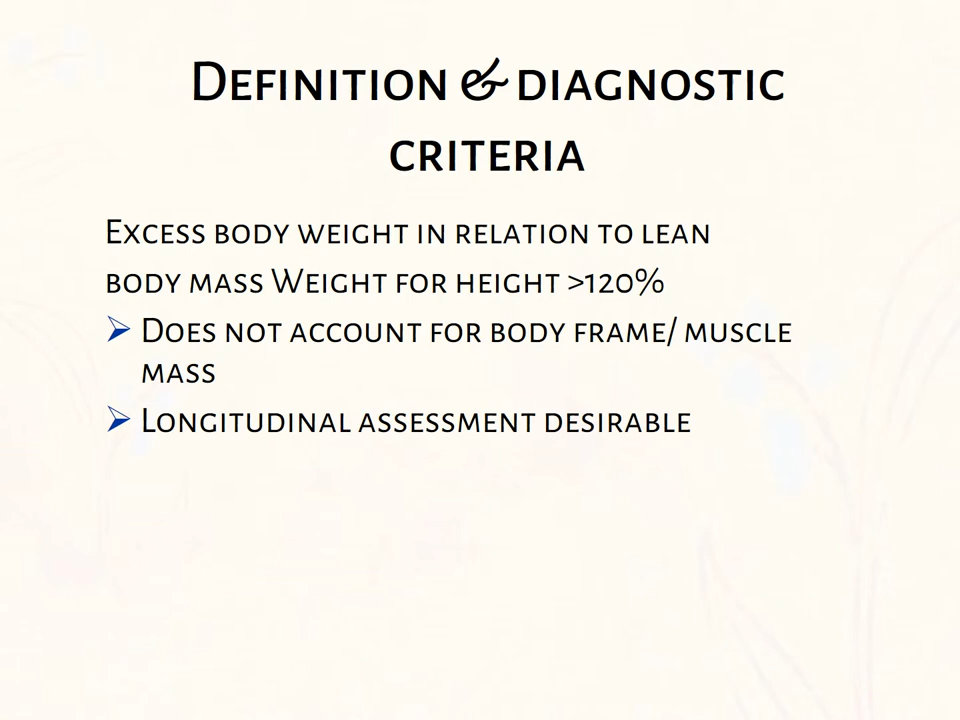 Definition & diagnostic
criteria
Excess body weight in relation to lean
body mass Weight for height >120%
➢ Does not account for body frame/ muscle
mass
➢ Longitudinal assessment desirable